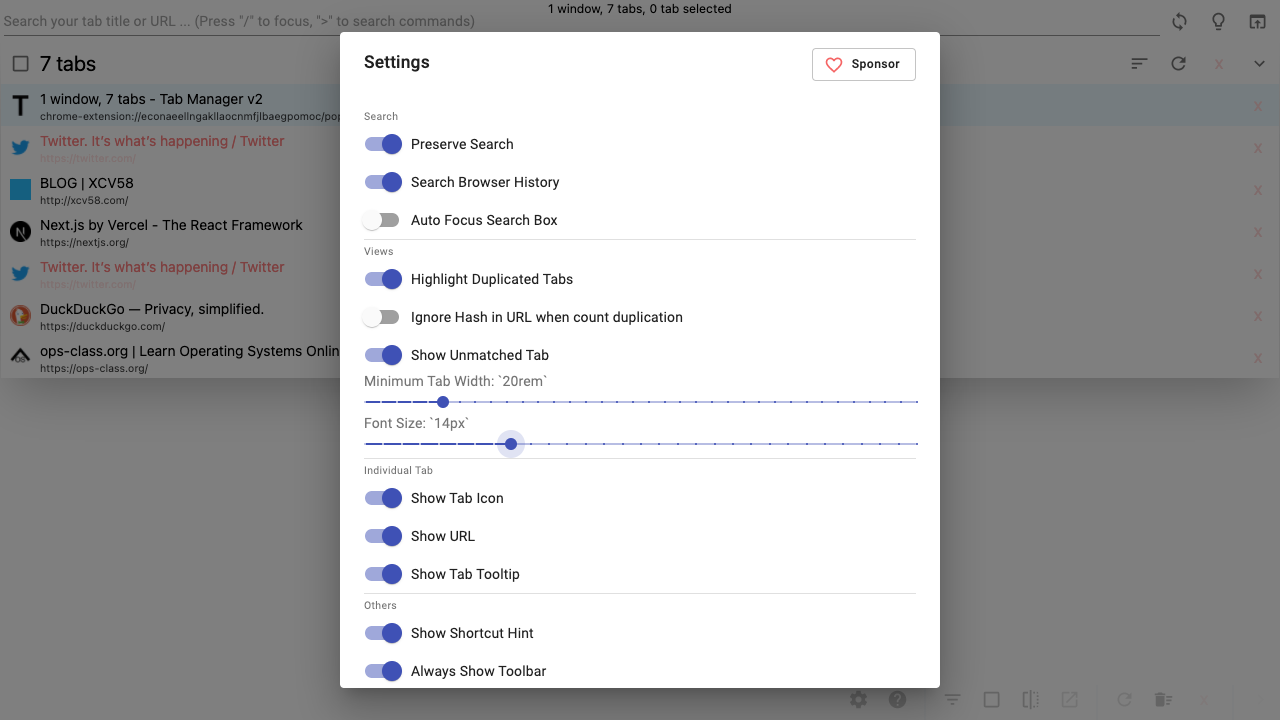 1 window, 7 tabs, 0 tab selected
Search your tab title or URL ... (Press "/" to focus, ">" to search commands)
7 tabs
X
1 window, 7 tabs - Tab Manager v2
chrome-extension://econaeellngakllaocnmfjlbaegpomoc/pop
X
Twitter. It's what's happening / Twitter
https://twitter.com/
X
BLOG | XCV58
http://xcv58.com/
X
Next.js by Vercel - The React Framework
https://nextjs.org/
X
Twitter. It's what's happening / Twitter
https://twitter.com/
X
DuckDuckGo — Privacy, simplified.
https://duckduckgo.com/
X
ops-class.org | Learn Operating Systems Onlin
https://ops-class.org/
X
Settings
Sponsor
Search
Preserve Search
Search Browser History
Auto Focus Search Box
Views
Highlight Duplicated Tabs
Ignore Hash in URL when count duplication
Show Unmatched Tab
Minimum Tab Width: `20rem`
Font Size: `14px`
Individual Tab
Show Tab Icon
Show URL
Show Tab Tooltip
Others
Show Shortcut Hint
Always Show Toolbar